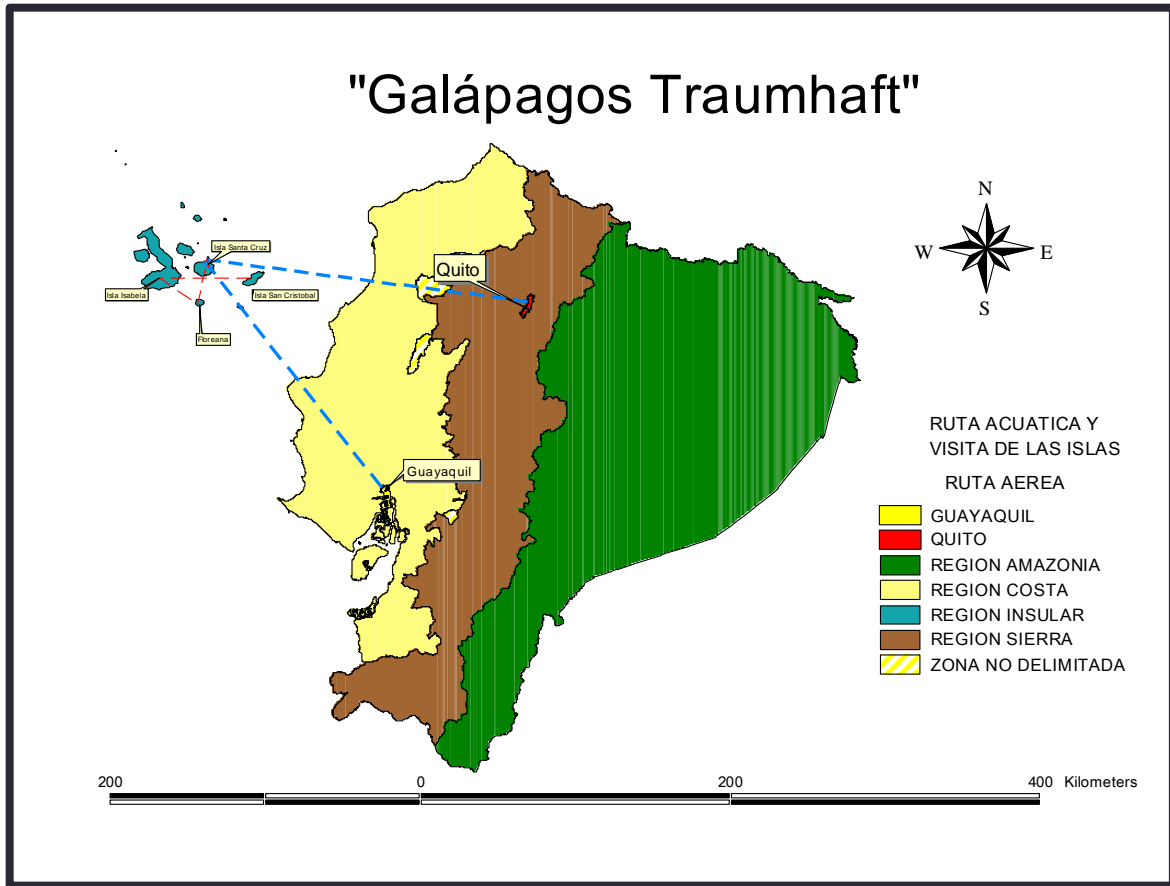 "Galápagos Traumhaft"
N
W
E
S
Isla Santa Cruz
Quito
Isla Isabela
Isla San Cristobal
Floreana
Guayaquil
RUTA ACUATICA Y
VISITA DE LAS ISLAS
RUTA AEREA
GUAYAQUIL
QUITO
REGION AMAZONIA
REGION COSTA
REGION INSULAR
REGION SIERRA
ZONA NO DELIMITADA
200 0 200 400 Kilometers